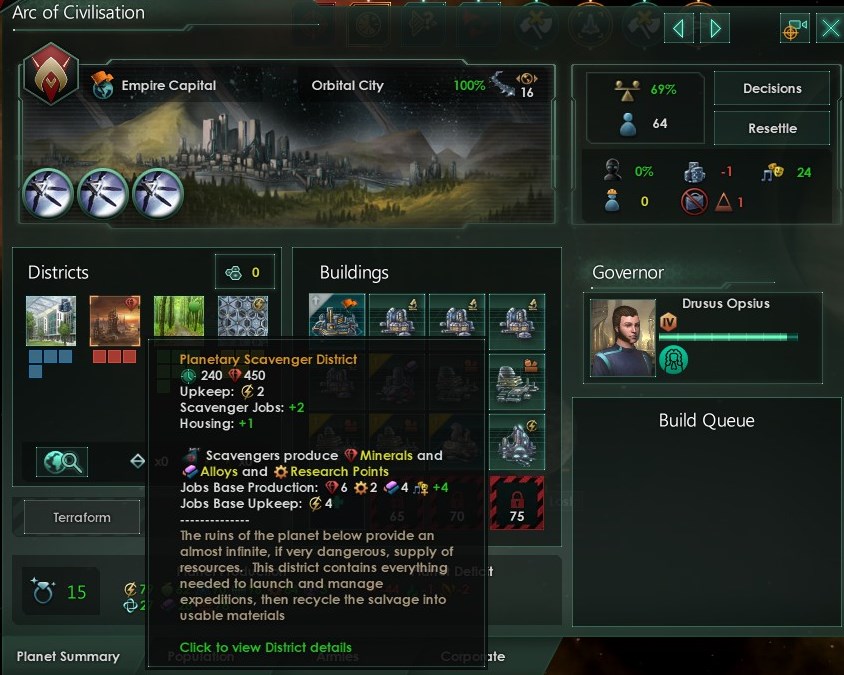 Arc of Civilisation
Empire Capital
Orbital City
100%
16
69%
64
Decisions
Resettle
0%
-1
24
0
1
Districts
0
Buildings
Governor
Drusus Opsius
IV
Planetary Scavenger District
240 450
Upkeep: 2
Scavenger Jobs: +2
Housing: +1
Scavengers produce Minerals and
Alloys and Research Points
Jobs Base Production: 6 2 4 +4
Jobs Base Upkeep: 4
--------------
The ruins of the planet below provide an
almost infinite, if very dangerous, supply of
resources. This district contains everything
needed to launch and manage
expeditions, then recycle the salvage into
usable materials
Click to view District details
Build Queue
x0
Terraform
65 70 75
15
Deficit
Planet Summary
Population
Armies
Corporate